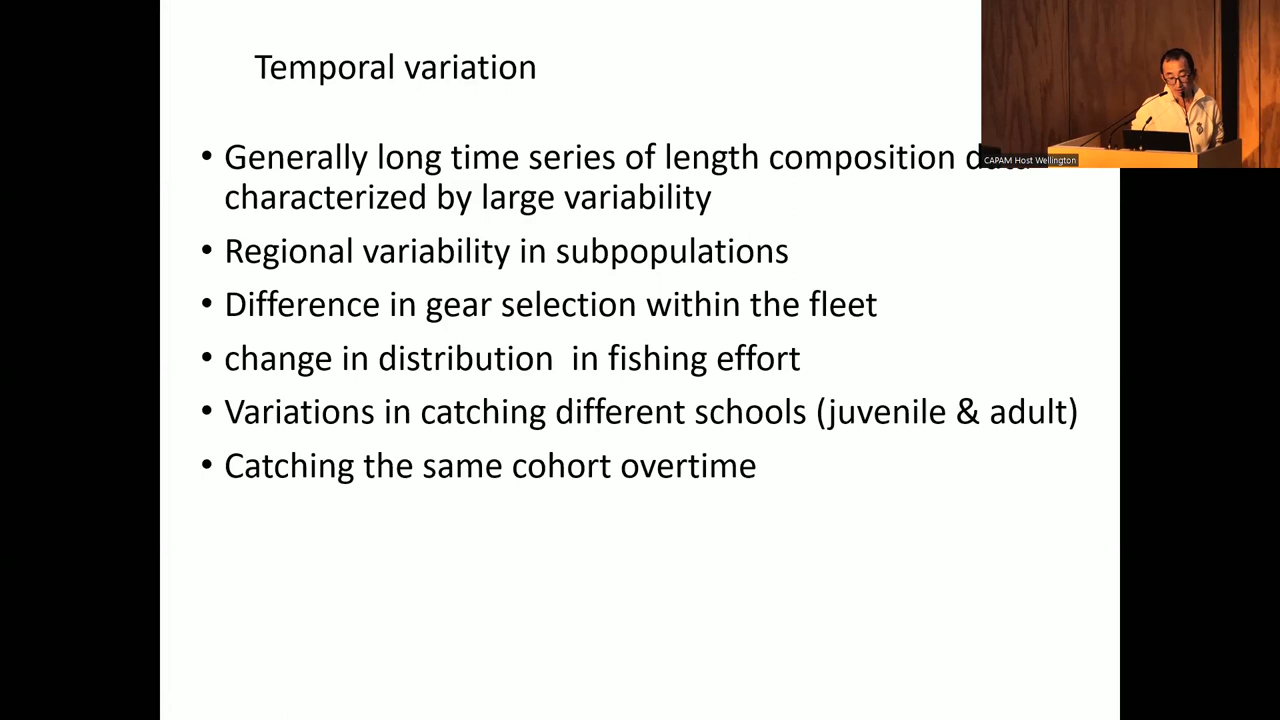 Temporal variation
• Generally long time series of length composition
characterized by large variability
• Regional variability in subpopulations
• Difference in gear selection within the fleet
• change in distribution  in fishing effort
• Variations in catching different schools (juvenile & adult)
• Catching the same cohort overtime
CAPAM Host Wellington